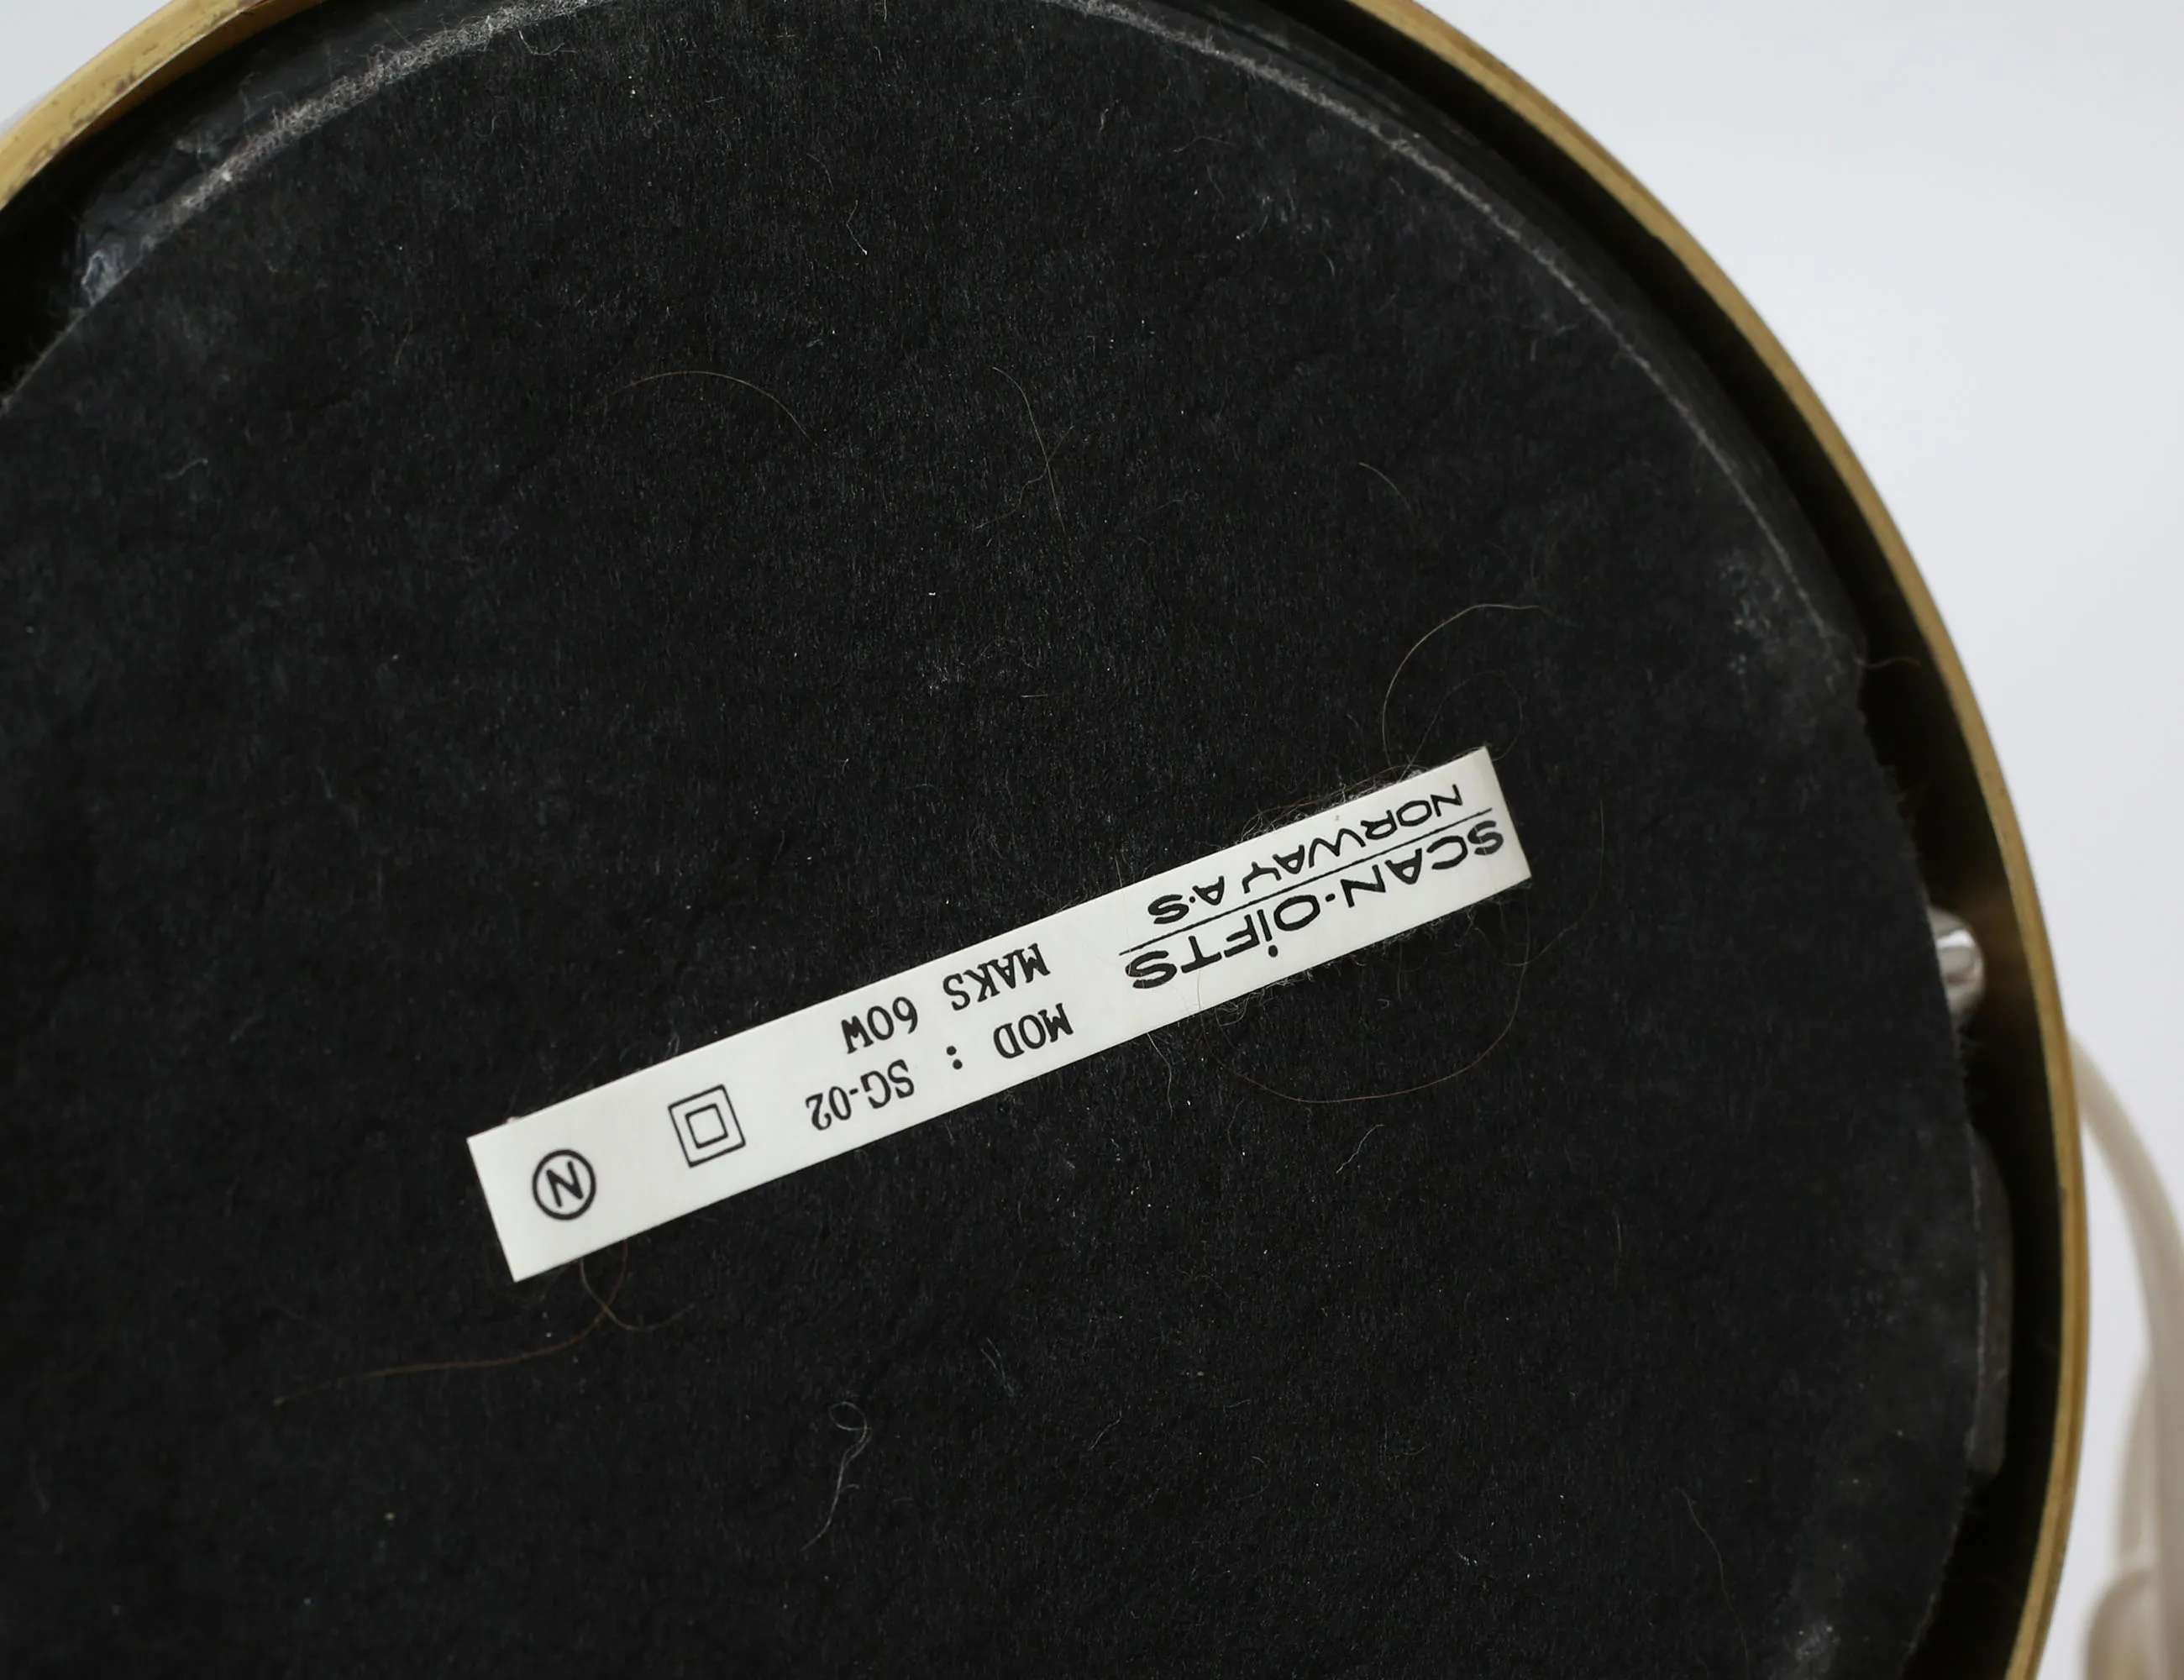 SCAN-GiFTS
NORWAY A·S
MOD : SG-02
MAKS 60W
N